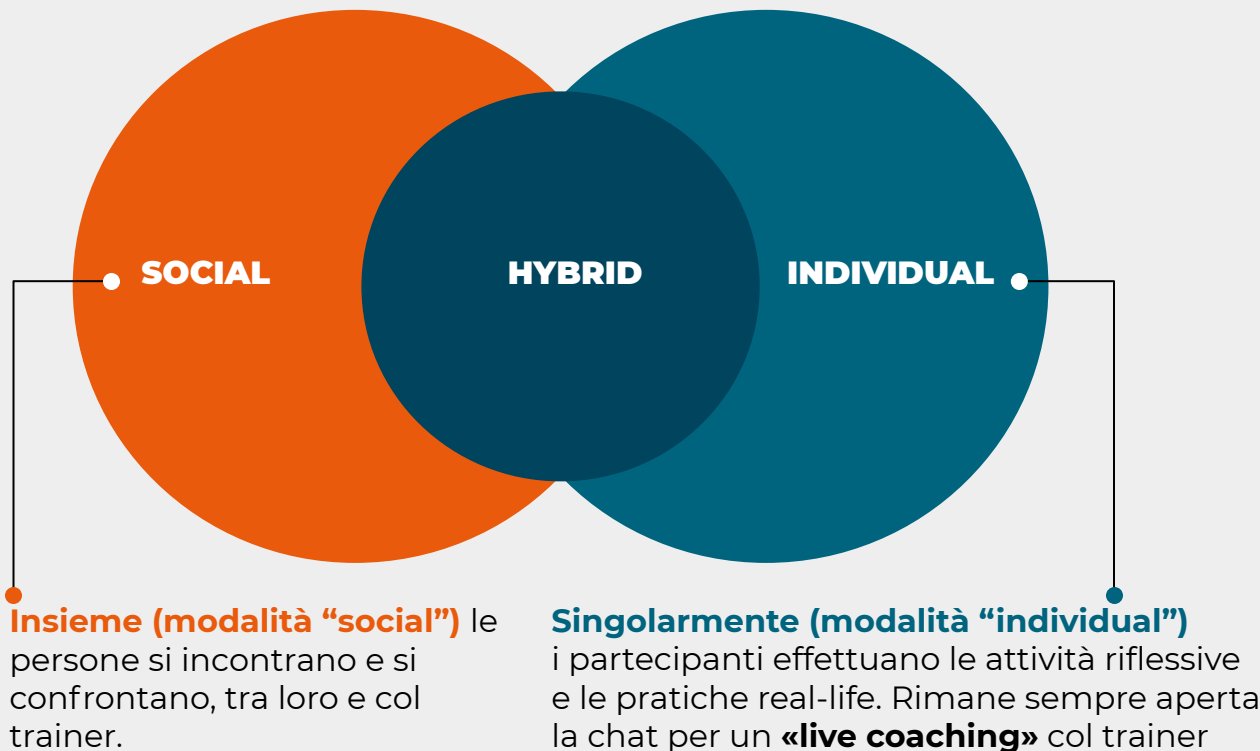 SOCIAL
HYBRID
INDIVIDUAL
Insieme (modalità “social”) le
persone si incontrano e si
confrontano, tra loro e col
trainer.
Singolarmente (modalità “individual”)
i partecipanti effettuano le attività riflessive
e le pratiche real-life. Rimane sempre aperta
la chat per un «live coaching» col trainer